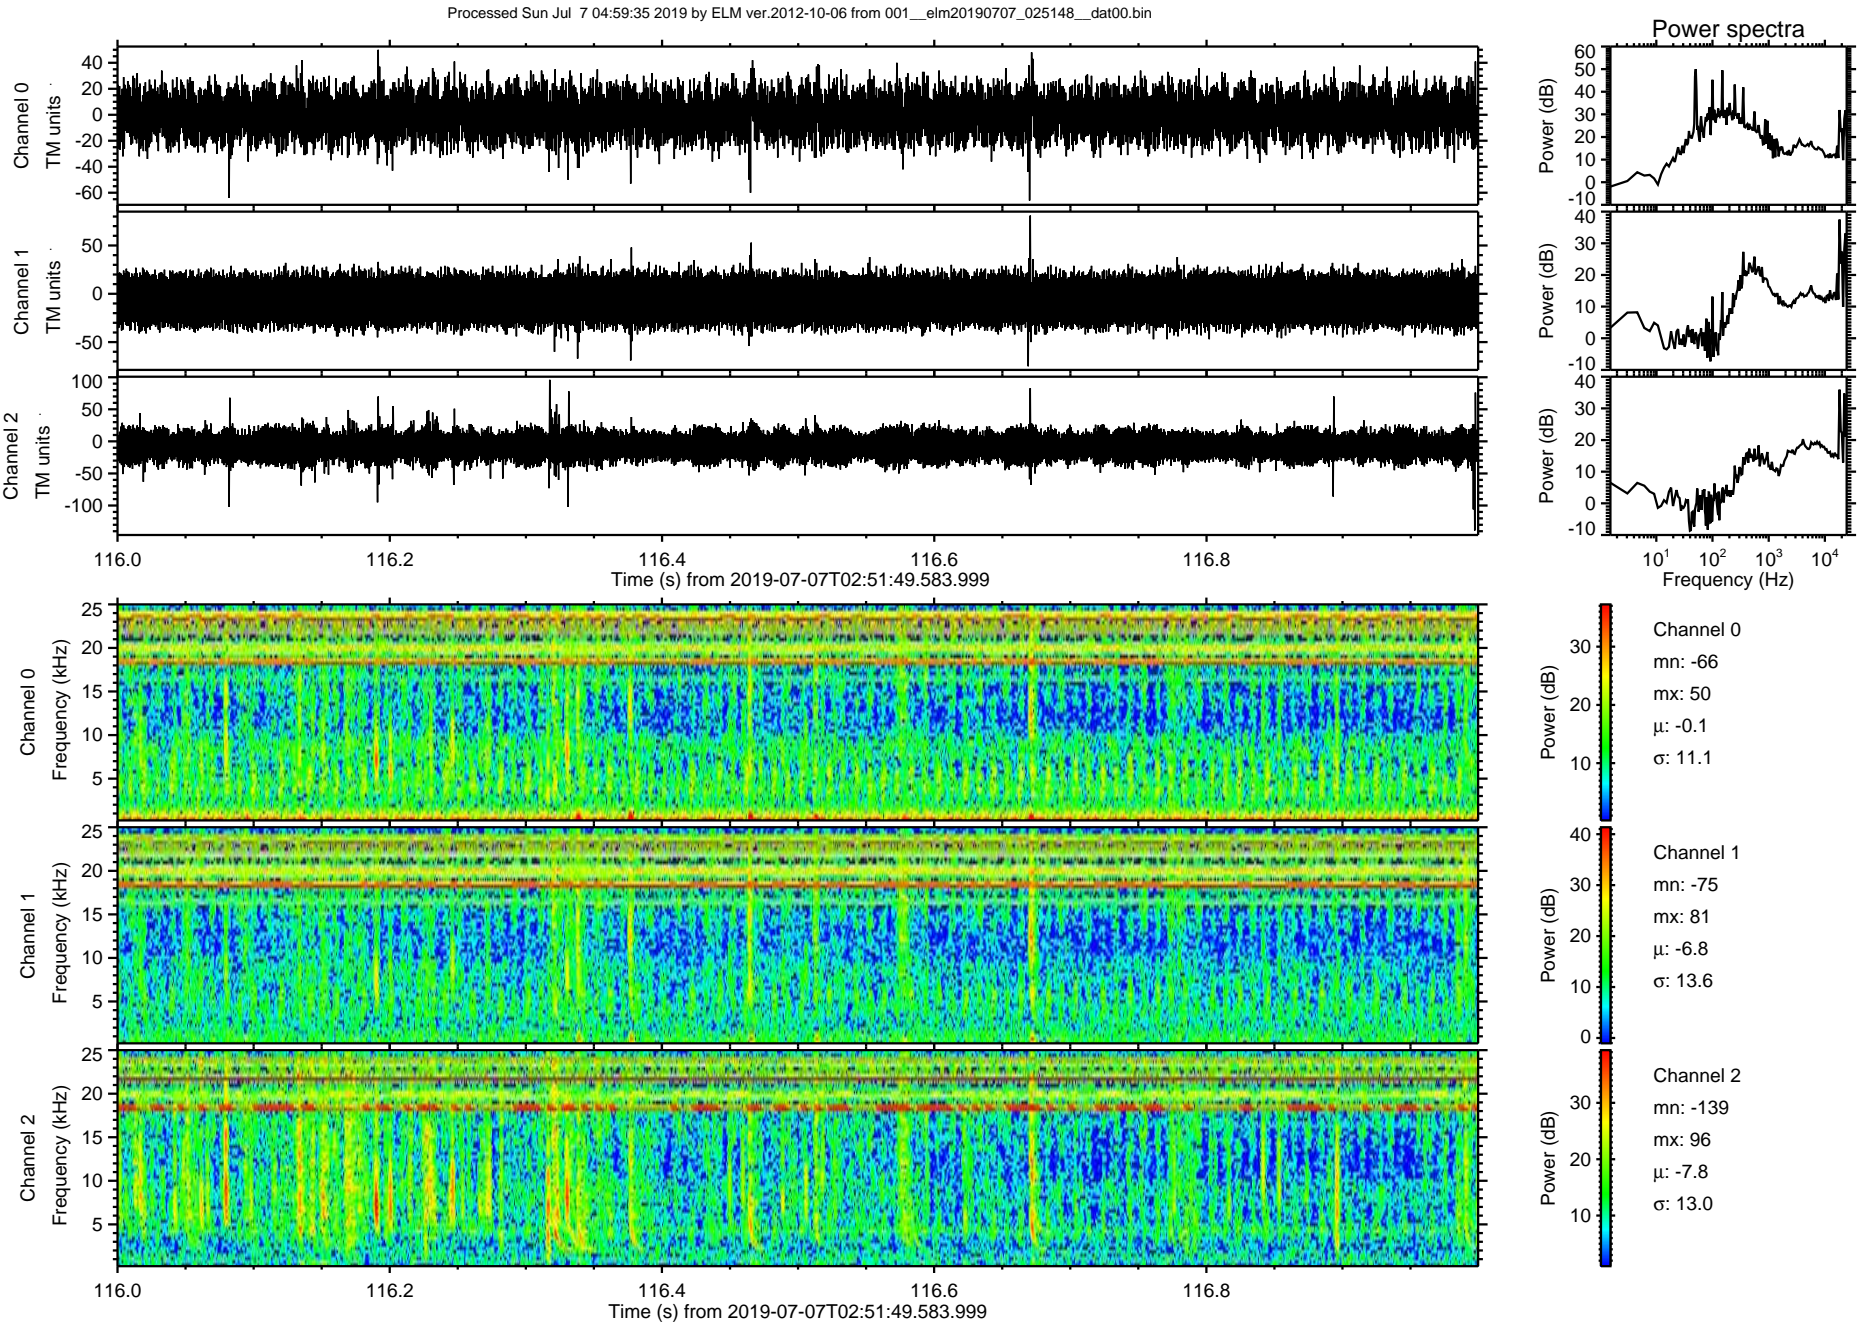 Processed Sun Jul  7 04:59:35 2019 by ELM ver.2012-10-06 from 001__elm20190707_025148__dat00.bin
Power spectra
Channel 0
TM units
40
20
0
-20
-40
-60
Power (dB)
60
50
40
30
20
10
0
-10
Channel 1
TM units
50
0
-50
Power (dB)
40
30
20
10
0
-10
Channel 2
TM units
100
50
0
-50
-100
Power (dB)
40
30
20
10
0
-10
116.0 116.2 116.4 116.6 116.8
Time (s) from 2019-07-07T02:51:49.583.999
10^1 10^2 10^3 10^4
Frequency (Hz)
Channel 0
Frequency (kHz)
25
20
15
10
5
Power (dB)
30
20
10
Channel 0
mn: -66
mx: 50
μ: -0.1
σ: 11.1
Channel 1
Frequency (kHz)
25
20
15
10
5
Power (dB)
40
30
20
10
0
Channel 1
mn: -75
mx: 81
μ: -6.8
σ: 13.6
Channel 2
Frequency (kHz)
25
20
15
10
5
Power (dB)
30
20
10
Channel 2
mn: -139
mx: 96
μ: -7.8
σ: 13.0
116.0 116.2 116.4 116.6 116.8
Time (s) from 2019-07-07T02:51:49.583.999